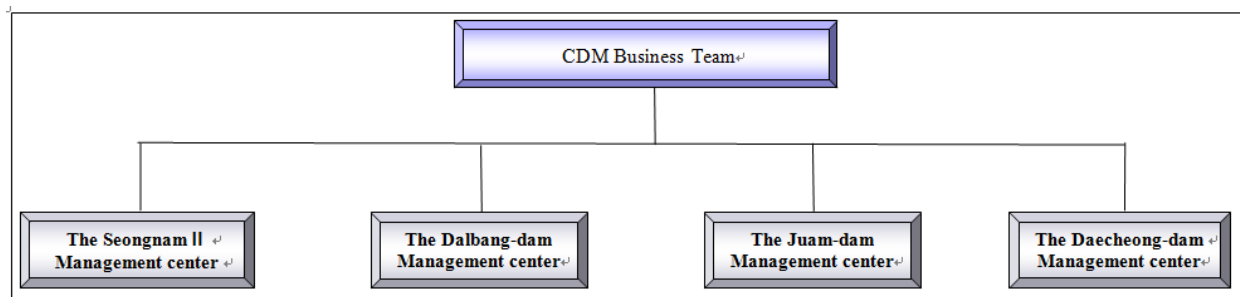 CDM Business Team
The Seongnam Ⅱ
Management center
The Dalbang-dam
Management center
The Juam-dam
Management center
The Daecheong-dam
Management center